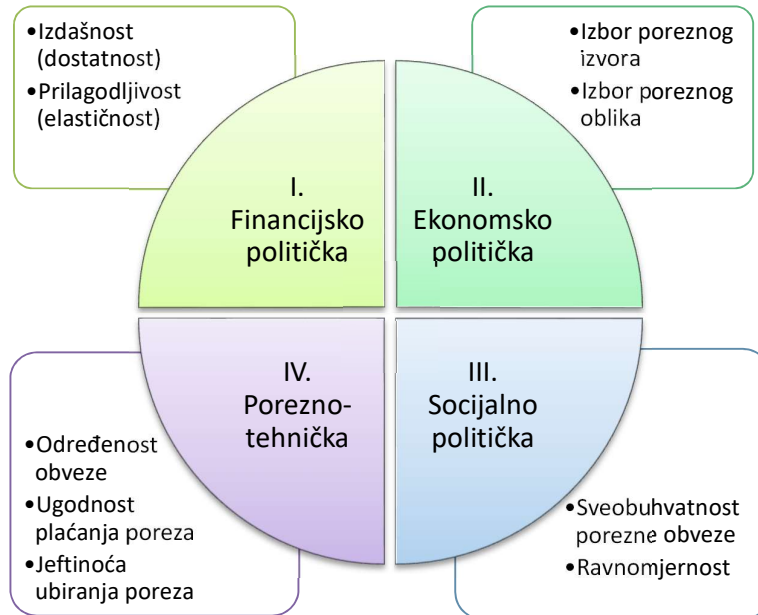 •Izdašnost
(dostatnost)
•Prilagodljivost
(elastičnost)
•Izbor poreznog
izvora
•Izbor poreznog
oblika
I.
Financijsko
politička
II.
Ekonomsko
politička
IV.
Porezno-
tehnička
III.
Socijalno
politička
•Određenost
obveze
•Ugodnost
plaćanja poreza
•Jeftinoća
ubiranja poreza
•Sveobuhvatnost
porezne obveze
•Ravnomjernost